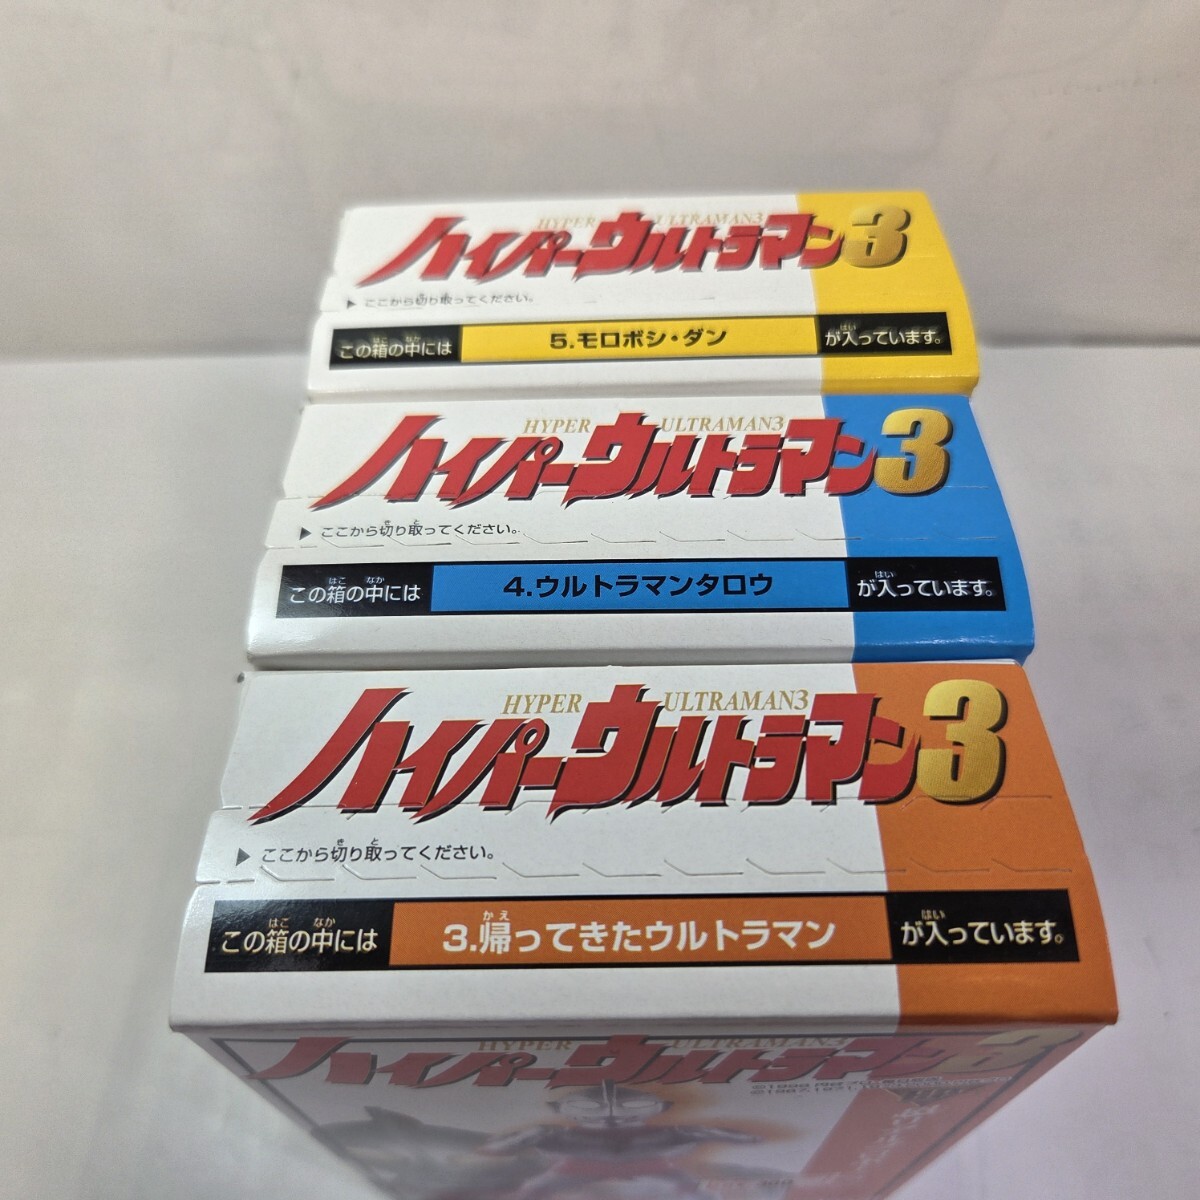 HYPER ULTRAMAN3
ハイパーウルトラマン3
▶ここから切り取ってください。
この箱の中には 5.モロボシ・ダン が入っています。
HYPER ULTRAMAN3
ハイパーウルトラマン3
▶ここから切り取ってください。
この箱の中には 4.ウルトラマンタロウ が入っています。
HYPER ULTRAMAN3
ハイパーウルトラマン3
▶ここから切り取ってください。
この箱の中には 3.帰ってきたウルトラマン が入っています。
HYPER ULTRAMAN3
ハイパーウルトラマン3